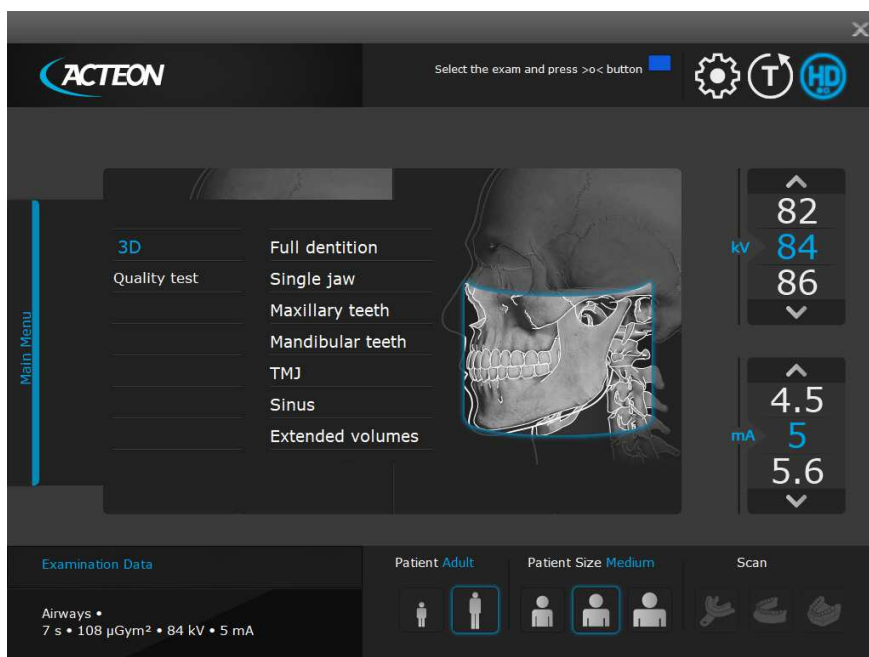 X
ACTEON
Select the exam and press >o< button
T
HD
Main Menu
3D
Quality test
Full dentition
Single jaw
Maxillary teeth
Mandibular teeth
TMJ
Sinus
Extended volumes
82
kV 84
86
4.5
mA 5
5.6
Examination Data
Airways •
7 s • 108 µGym² • 84 kV • 5 mA
Patient Adult
Patient Size Medium
Scan